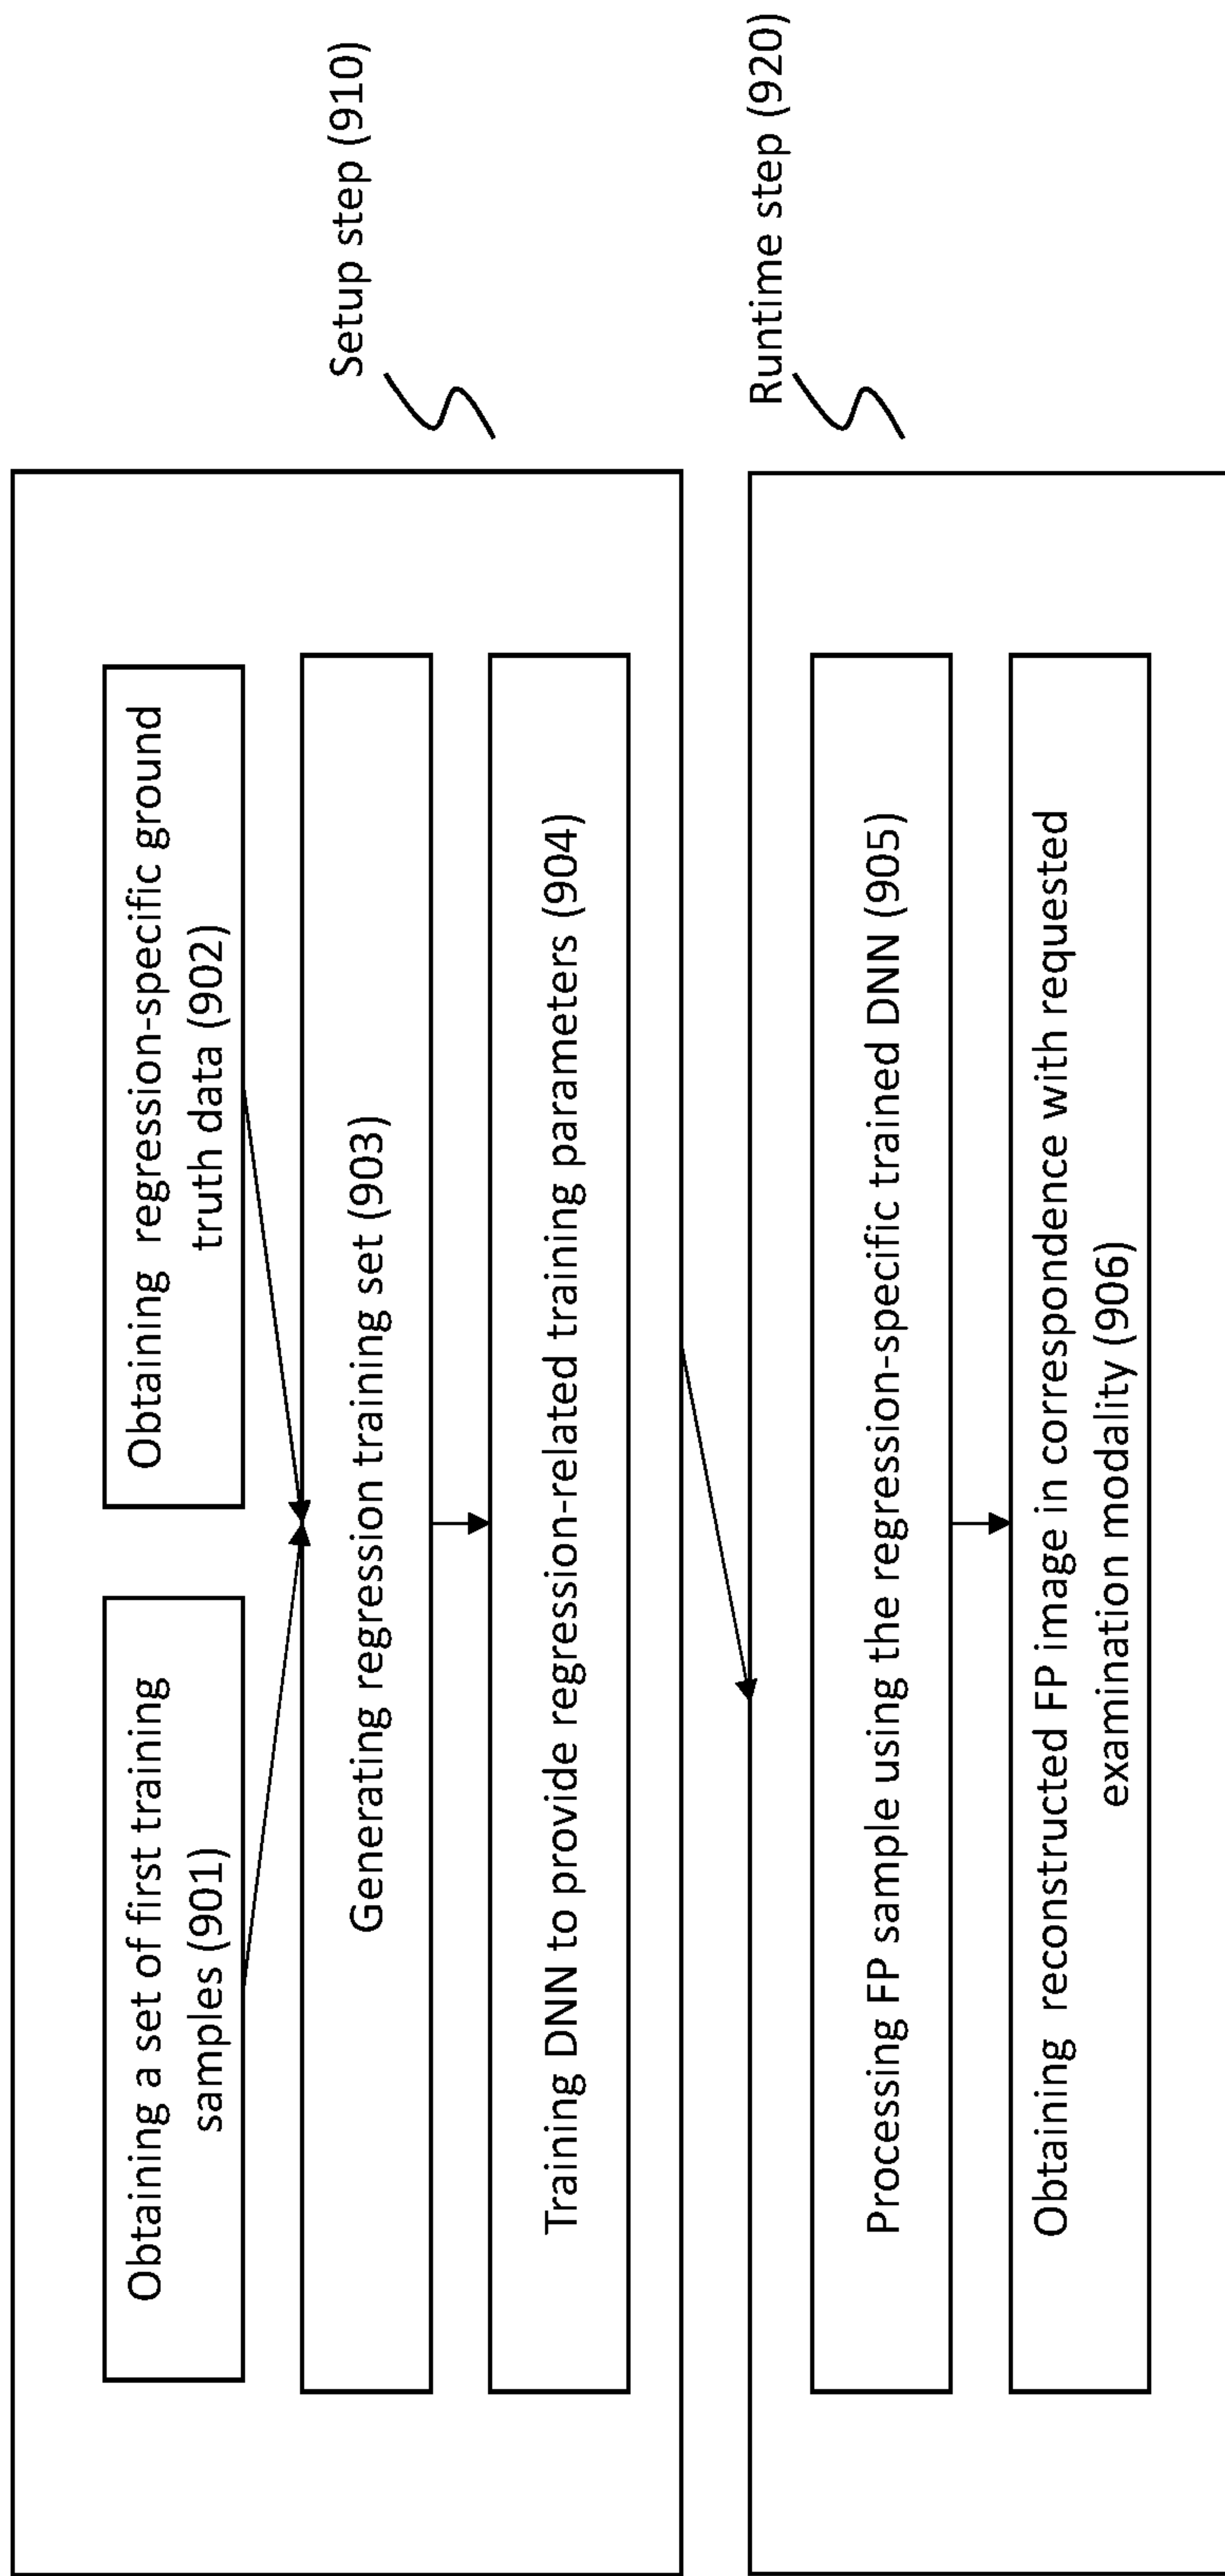 Obtaining a set of first training
samples (901)
Obtaining regression-specific ground
truth data (902)
Generating regression training set (903)
Training DNN to provide regression-related training parameters (904)
Setup step (910)
Processing FP sample using the regression-specific trained DNN (905)
Obtaining reconstructed FP image in correspondence with requested
examination modality (906)
Runtime step (920)